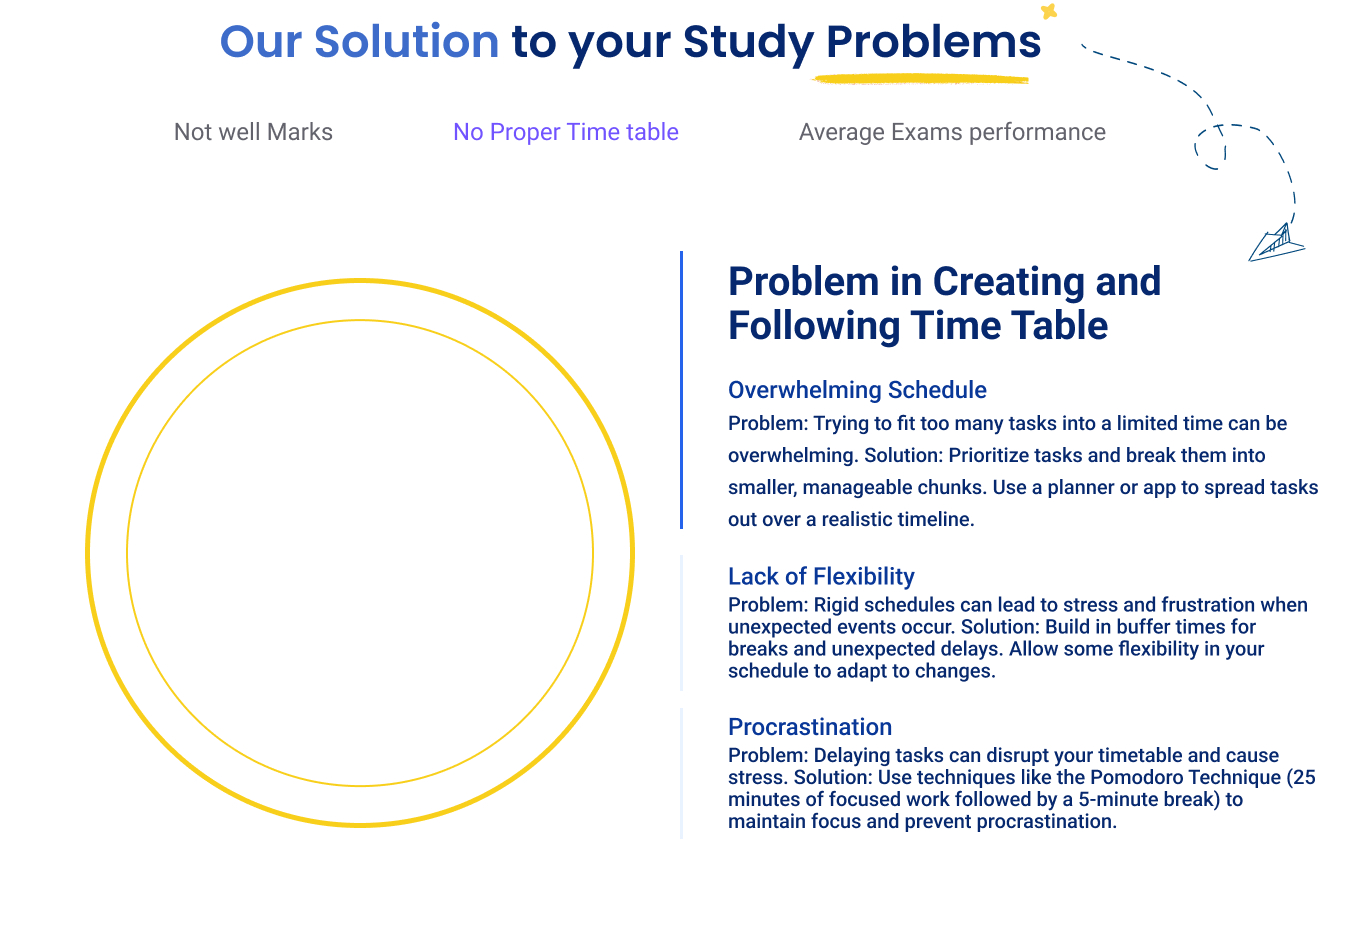 Our Solution to your Study Problems
Not well Marks
No Proper Time table
Average Exams performance
Problem in Creating and
Following Time Table
Overwhelming Schedule
Problem: Trying to fit too many tasks into a limited time can be
overwhelming. Solution: Prioritize tasks and break them into
smaller, manageable chunks. Use a planner or app to spread tasks
out over a realistic timeline.
Lack of Flexibility
Problem: Rigid schedules can lead to stress and frustration when
unexpected events occur. Solution: Build in buffer times for
breaks and unexpected delays. Allow some flexibility in your
schedule to adapt to changes.
Procrastination
Problem: Delaying tasks can disrupt your timetable and cause
stress. Solution: Use techniques like the Pomodoro Technique (25
minutes of focused work followed by a 5-minute break) to
maintain focus and prevent procrastination.